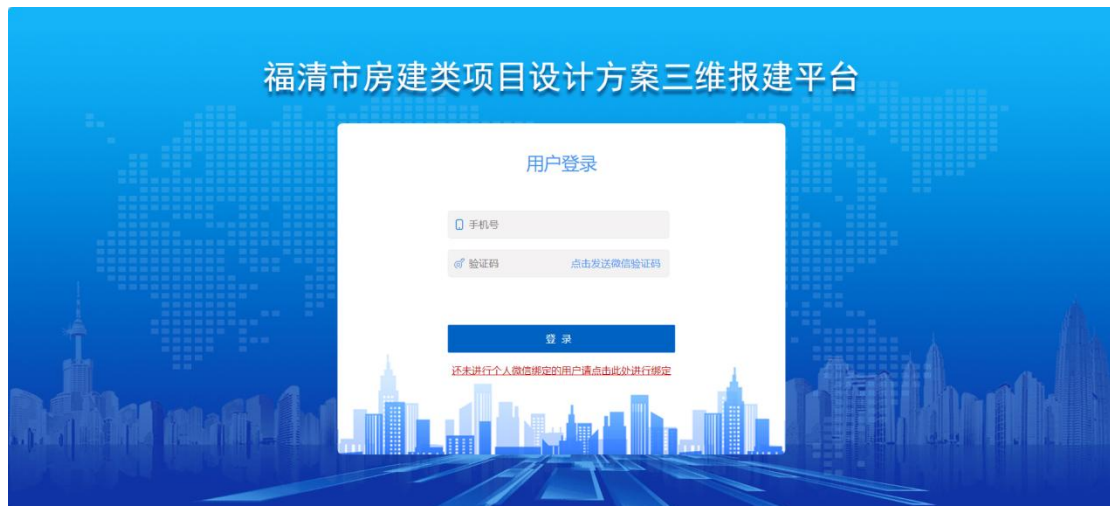 福清市房建类项目设计方案三维报建平台
用户登录
手机号
验证码 点击发送微信验证码
登 录
还未进行个人微信绑定的用户请点击此处进行绑定